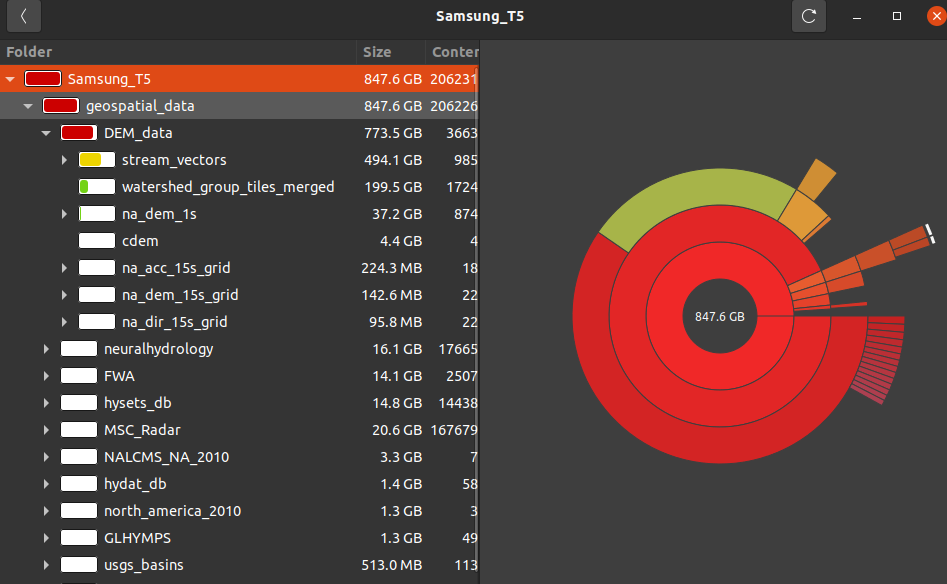 Samsung_T5
Folder Size Conter
Samsung_T5 847.6 GB 206231
geospatial_data 847.6 GB 206226
DEM_data 773.5 GB 3663
stream_vectors 494.1 GB 985
watershed_group_tiles_merged 199.5 GB 1724
na_dem_1s 37.2 GB 874
cdem 4.4 GB 4
na_acc_15s_grid 224.3 MB 18
na_dem_15s_grid 142.6 MB 22
na_dir_15s_grid 95.8 MB 22
neuralhydrology 16.1 GB 17665
FWA 14.1 GB 2507
hysets_db 14.8 GB 14438
MSC_Radar 20.6 GB 167679
NALCMS_NA_2010 3.3 GB 7
hydat_db 1.4 GB 58
north_america_2010 1.3 GB 3
GLHYMPS 1.3 GB 49
usgs_basins 513.0 MB 113
847.6 GB